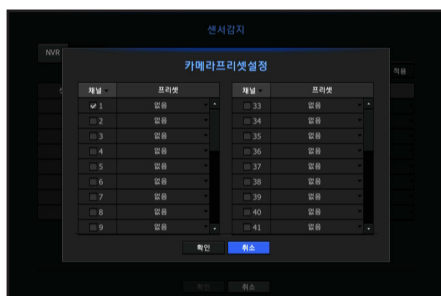 센서감지
NVR
적용
카메라프리셋설정
채널 프리셋 채널 프리셋
1 없음 33 없음
2 없음 34 없음
3 없음 35 없음
4 없음 36 없음
5 없음 37 없음
6 없음 38 없음
7 없음 39 없음
8 없음 40 없음
9 없음 41 없음
확인 취소
확인 취소